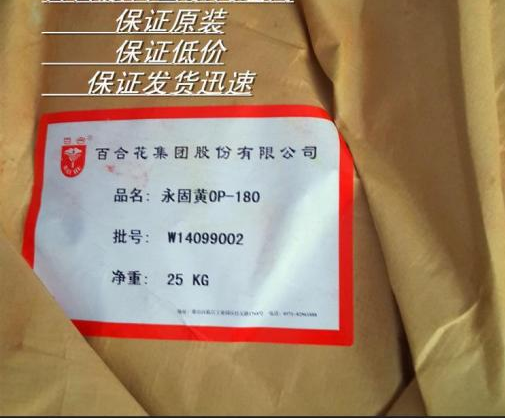 保证原装
保证低价
保证发货迅速
百合
百合花集团股份有限公司
品名: 永固黄OP-180
批号: W14099002
净重: 25 KG